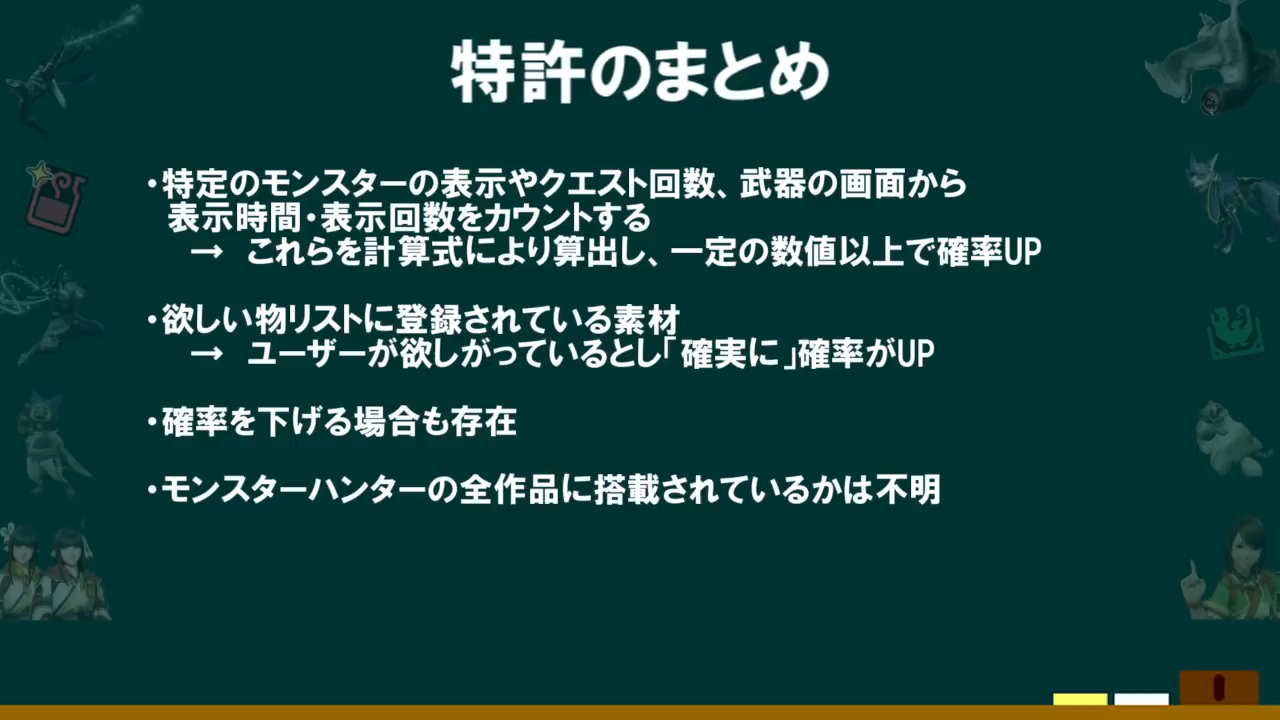 特許のまとめ
・特定のモンスターの表示やクエスト回数、武器の画面から
表示時間・表示回数をカウントする
→ これらを計算式により算出し、一定の数値以上で確率UP
・欲しい物リストに登録されている素材
→ ユーザーが欲しがっているとし「確実に」確率がUP
・確率を下げる場合も存在
・モンスターハンターの全作品に搭載されているかは不明